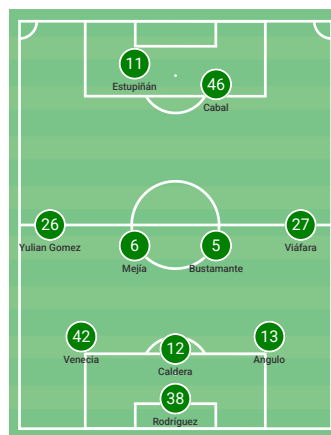 11
Estupiñán
46
Cabal
26
Yulian Gomez
6
Mejía
5
Bustamante
27
Viáfara
42
Venecia
12
Caldera
13
Angulo
38
Rodríguez